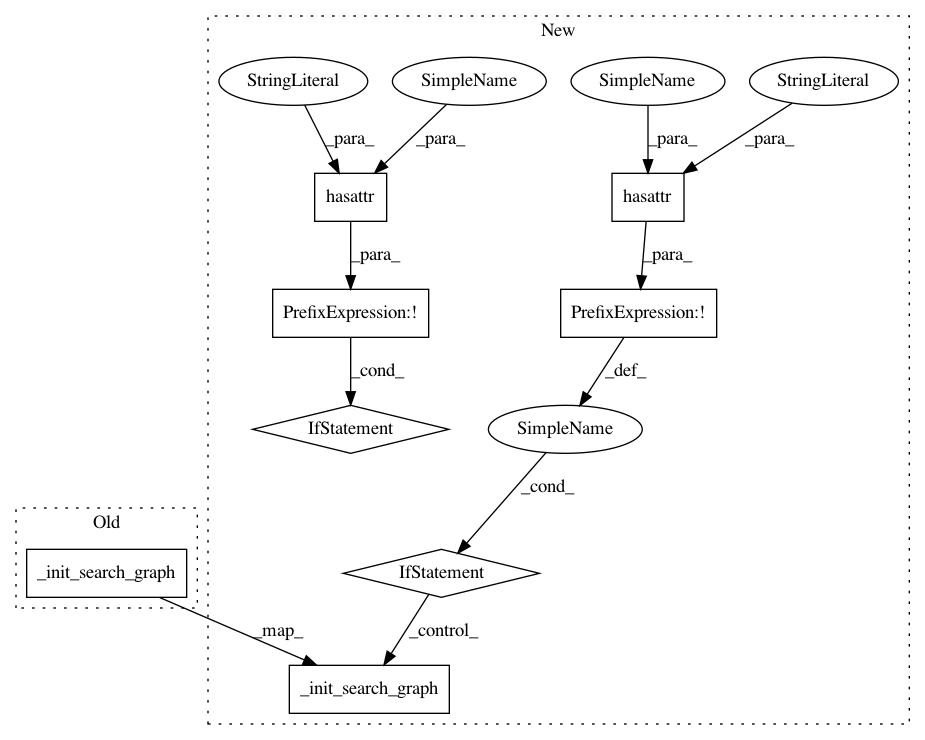 New
StringLiteral
SimpleName
SimpleName
StringLiteral
_para_
_para_
_para_
_para_
hasattr
hasattr
_para_
_para_
PrefixExpression:!
PrefixExpression:!
_cond_
_def_
IfStatement
SimpleName
_cond_
Old
_init_search_graph
IfStatement
_map_
_control_
_init_search_graph